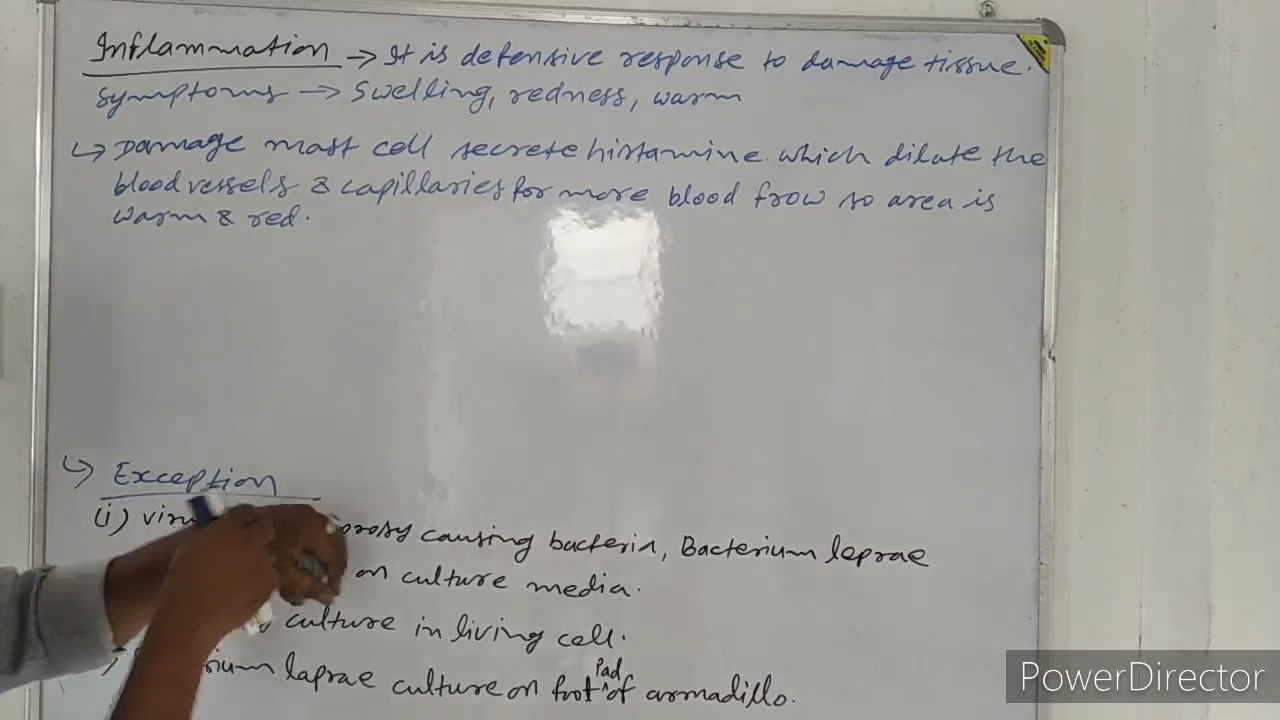 Inflammation → It is defensive response to damage tissue.
Symptoms → Swelling, redness, warm
↳ Damage mast cell secrete histamine which dilate the
blood vessels & capillaries for more blood frow so area is
warm & red.
↳ Exception
(i) causing bacteria, Bacterium leprae
on culture media.
culture in living cell.
laprae culture on foot pad of armadillo.
PowerDirector